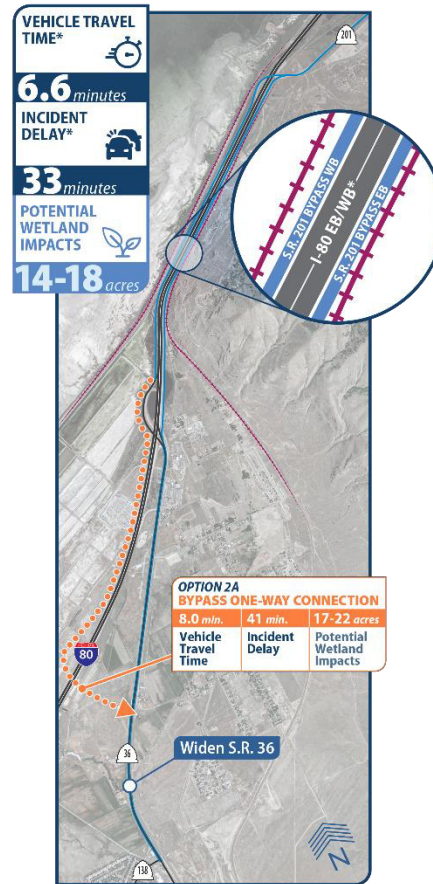 VEHICLE TRAVEL
TIME*
6.6 minutes
INCIDENT
DELAY*
33 minutes
POTENTIAL
WETLAND
IMPACTS
14-18 acres
201
S.R. 201 BYPASS WB
I-80 EB/WB*
S.R. 201 BYPASS EB
OPTION 2A
BYPASS ONE-WAY CONNECTION
8.0 min. 41 min. 17-22 acres
Vehicle Incident Potential
Travel Delay Wetland
Time Impacts
80
36
Widen S.R. 36
138
N